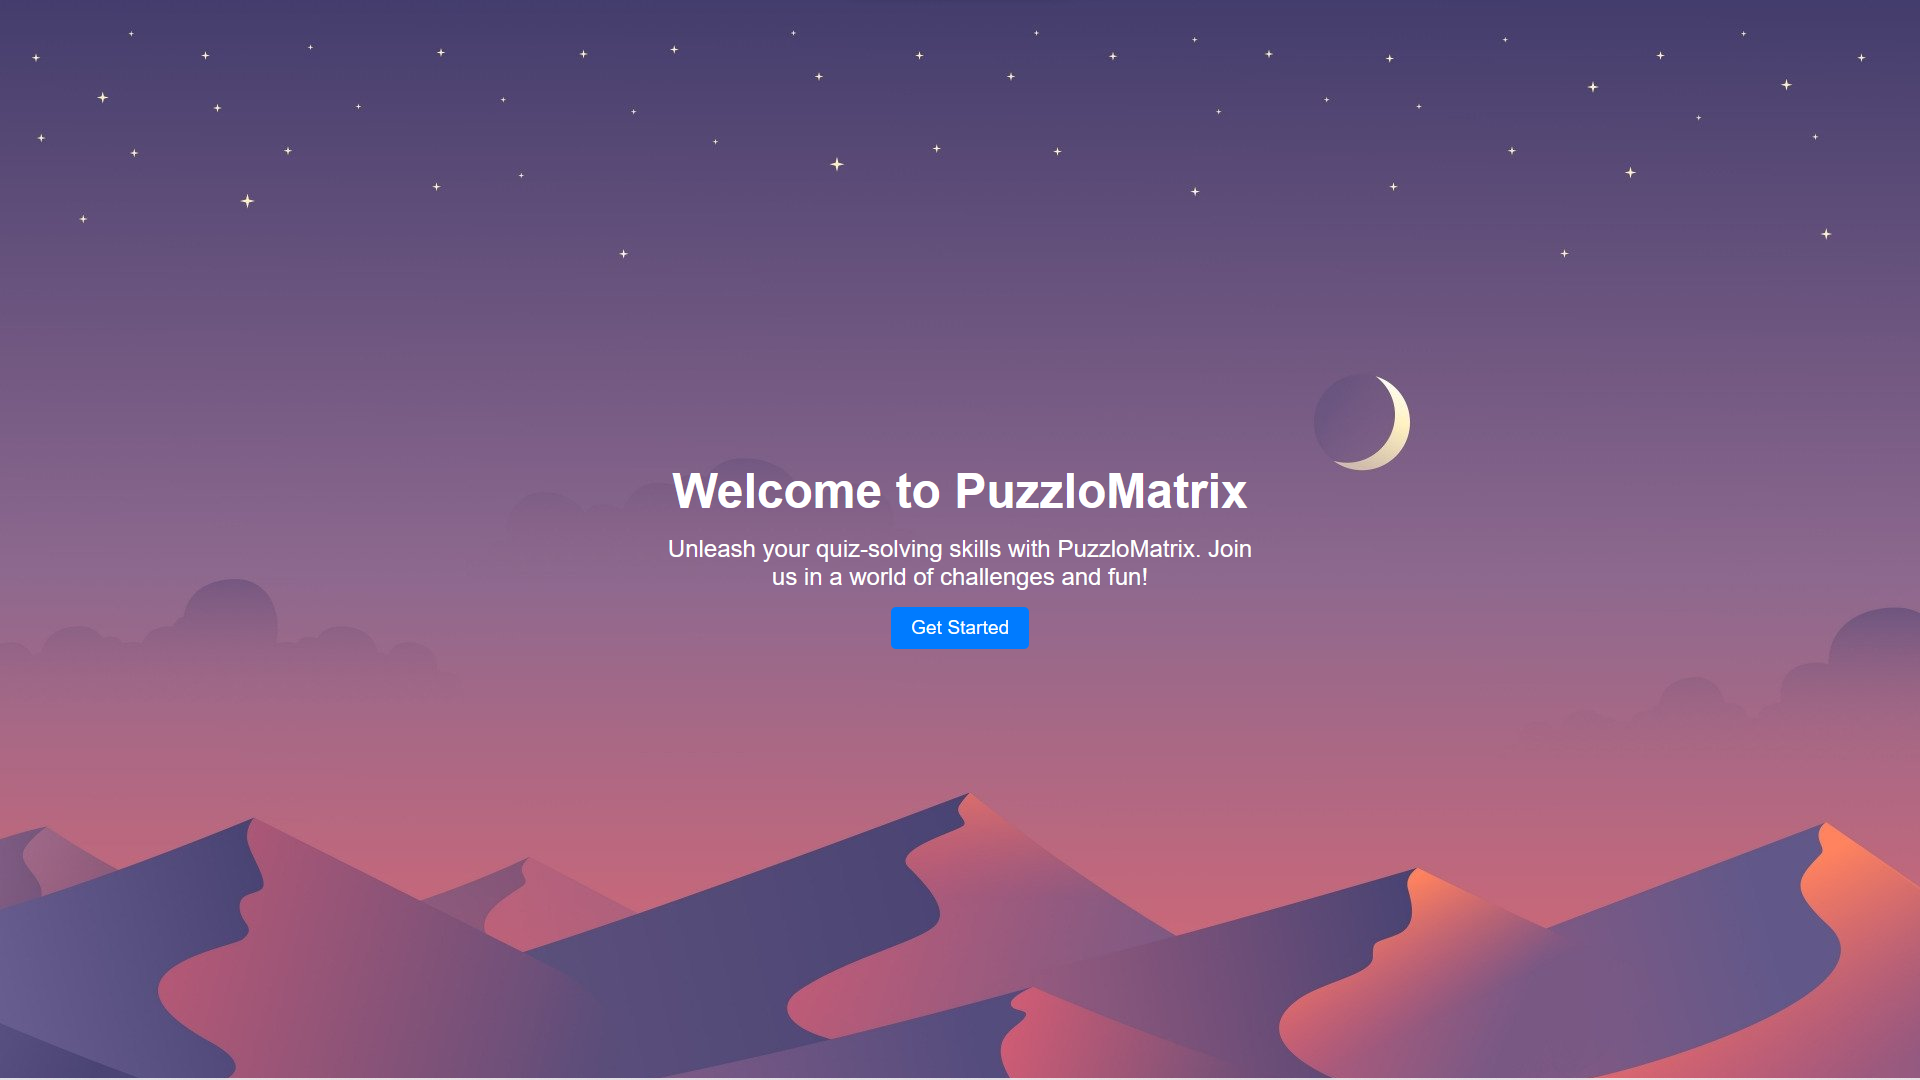 Welcome to PuzzloMatrix
Unleash your quiz-solving skills with PuzzloMatrix. Join
us in a world of challenges and fun!
Get Started